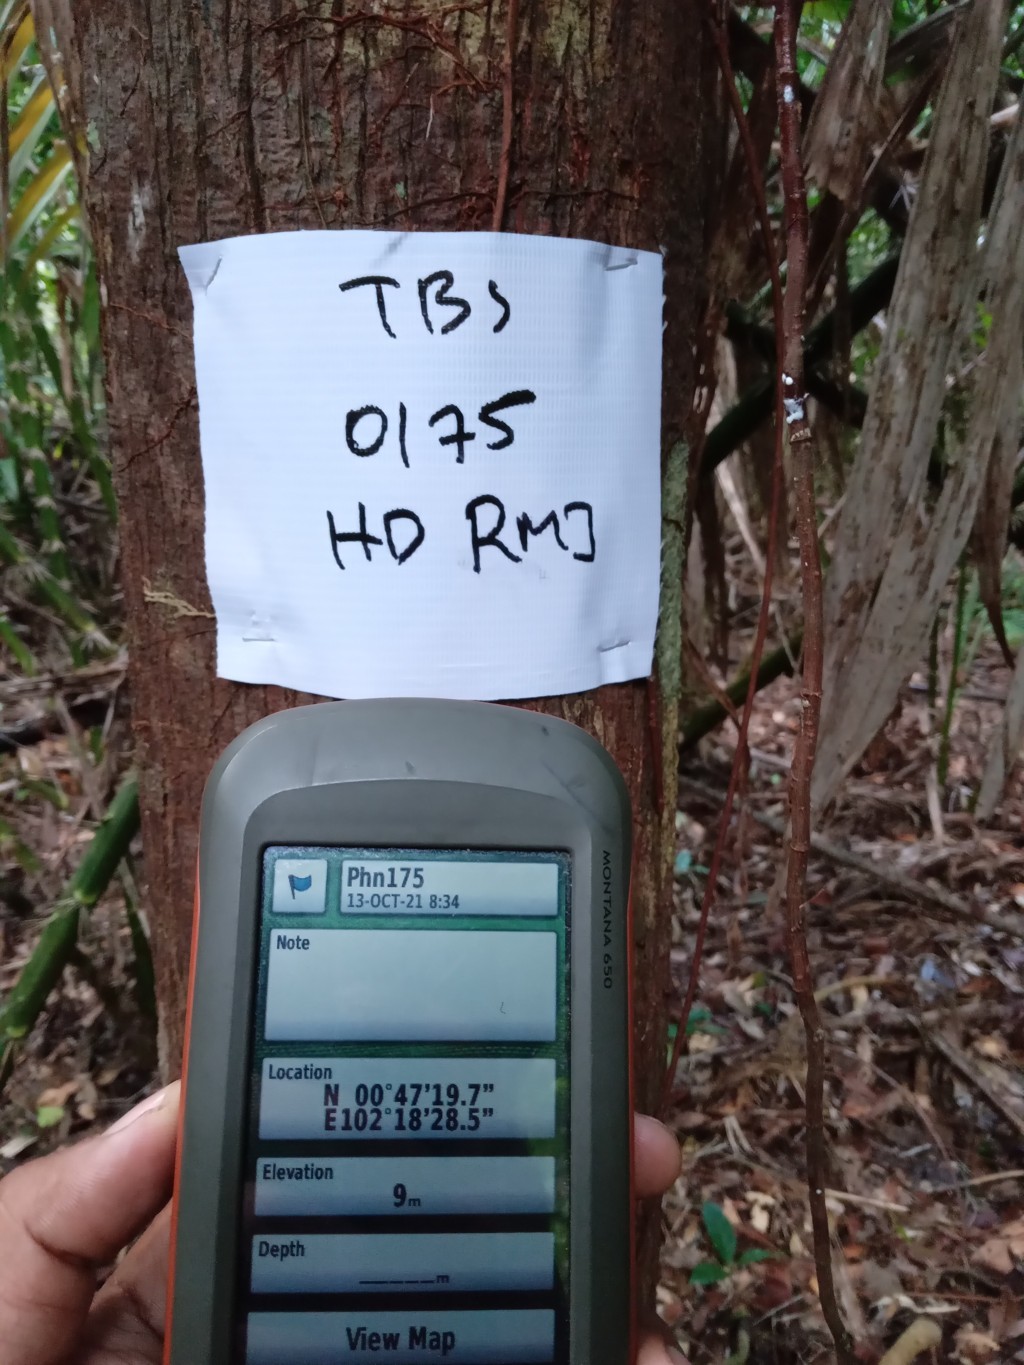 TBS
0175
HD RMJ
MONTANA 650
Phn175
13-OCT-21 8:34
Note
Location
N 00°47'19.7"
E102°18'28.5"
Elevation
9m
Depth
_____m
View Map